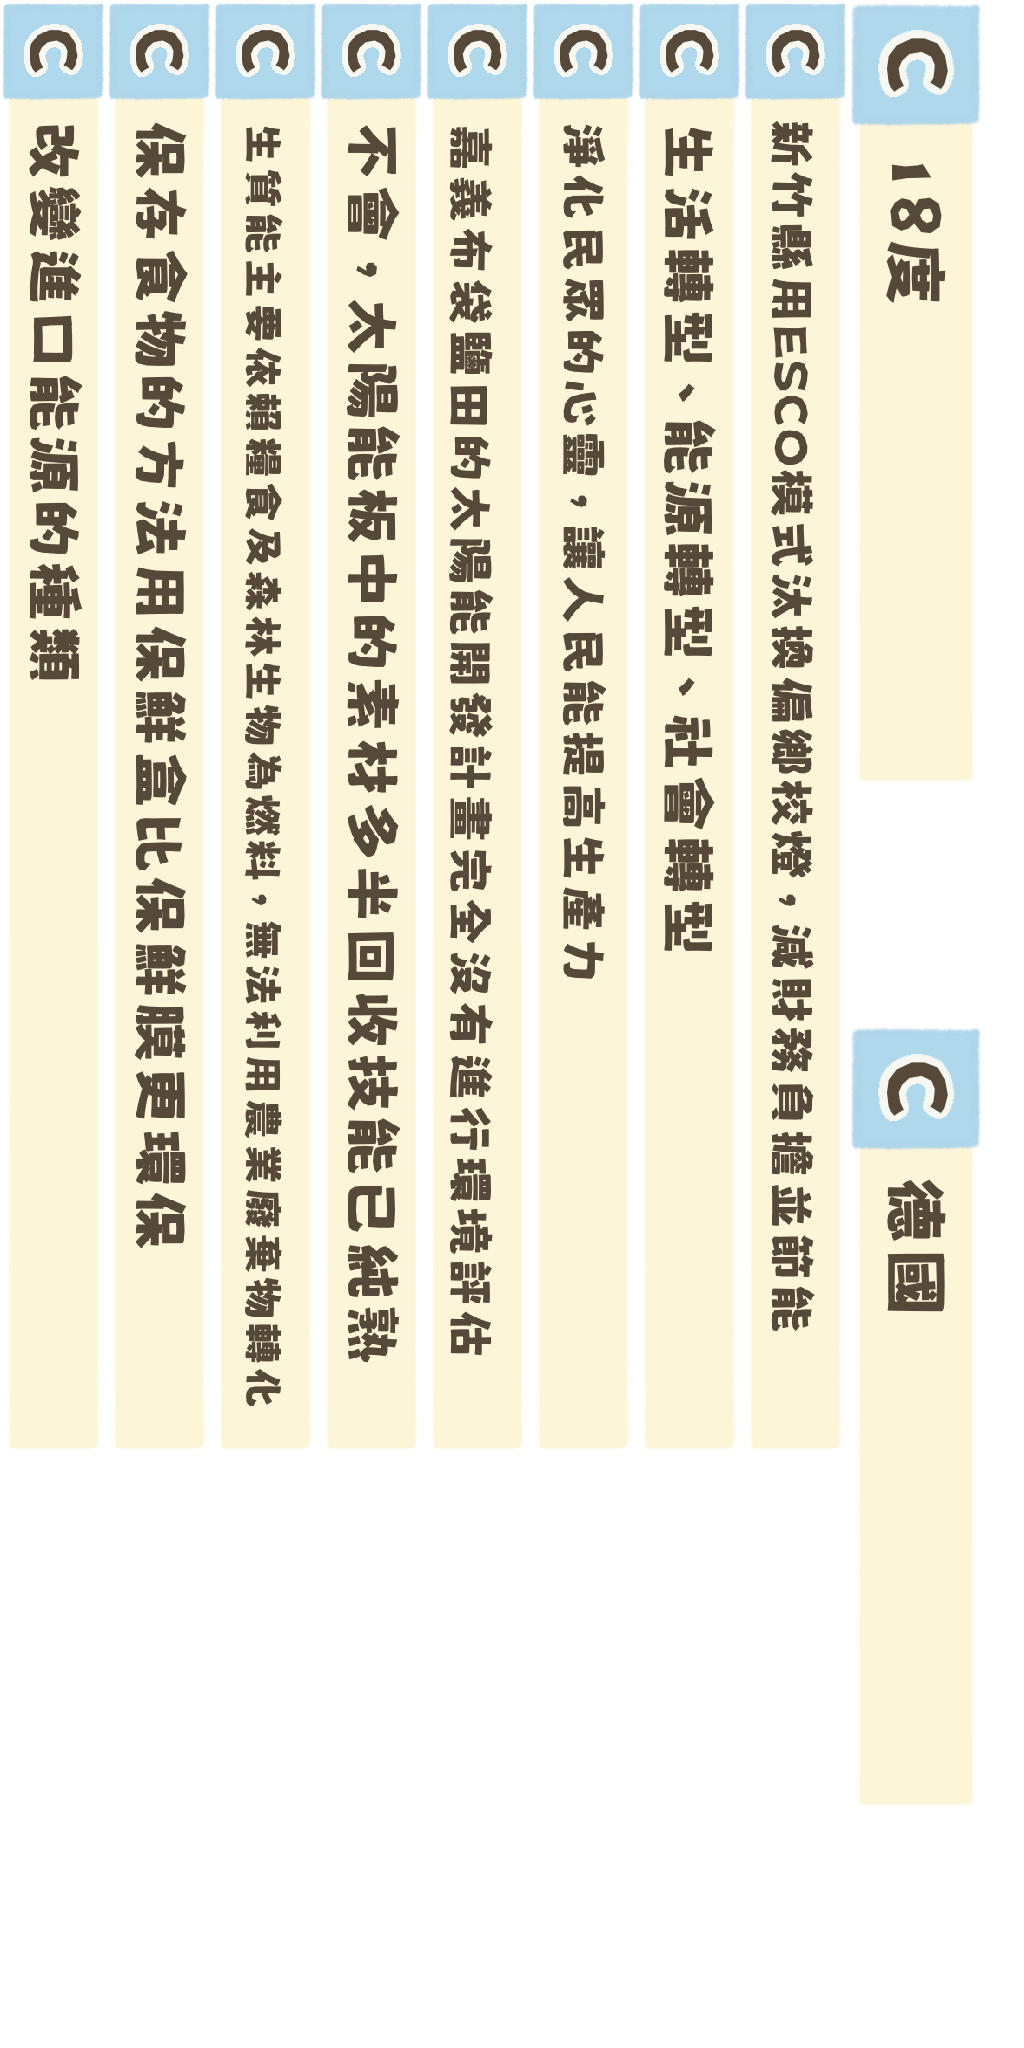 C 18度
C 德國
C 新竹縣用ESCO模式汰換偏鄉校燈，減財務負擔並節能
C 生活轉型、能源轉型、社會轉型
C 淨化民眾的心靈，讓人民能提高生產力
C 嘉義布袋鹽田的太陽能開發計畫完全沒有進行環境評估
C 不會，太陽能板中的素材多半回收技能已純熟
C 生質能主要依賴糧食及森林生物為燃料，無法利用農業廢棄物轉化
C 保存食物的方法用保鮮盒比保鮮膜更環保
C 改變進口能源的種類